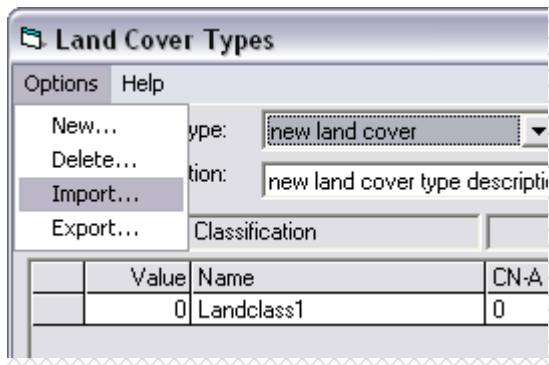 Land Cover Types
Options Help
New...
Delete...
Import...
Export...
ype: new land cover
tion: new land cover type descripti
Classification
Value Name CN-A
0 Landclass1 0